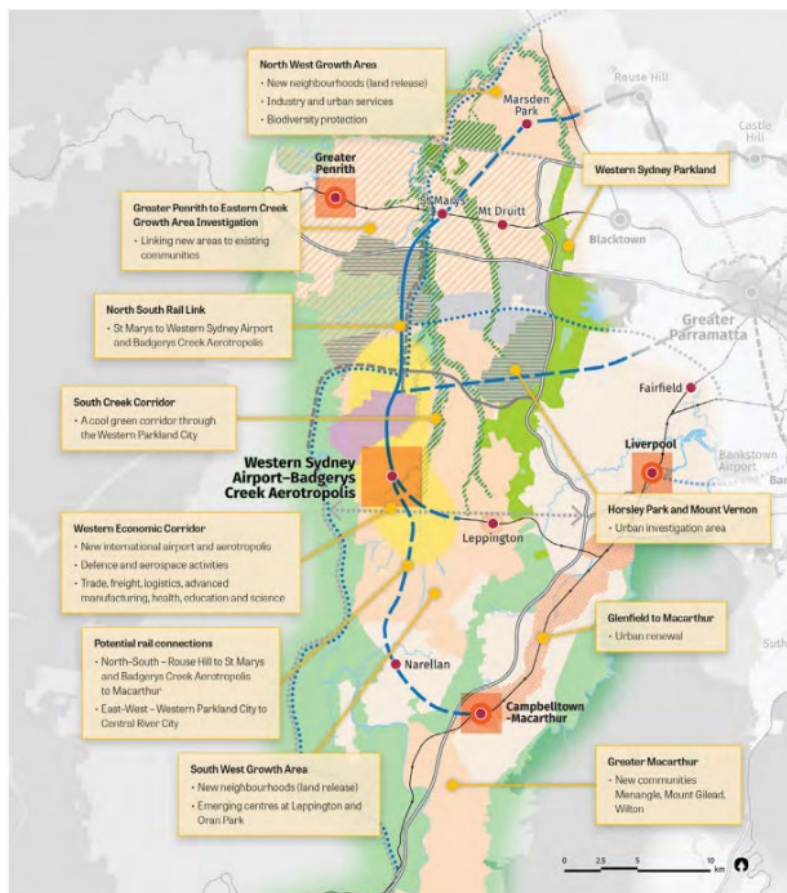 North West Growth Area
· New neighbourhoods (land release)
· Industry and urban services
· Biodiversity protection
Rouse Hill
Marsden
Park
Castle
Hill
Greater
Penrith
Western Sydney Parkland
St Marys
Mt Druitt
Greater Penrith to Eastern Creek
Growth Area Investigation
· Linking new areas to existing
communities
Blacktown
North South Rail Link
· St Marys to Western Sydney Airport
and Badgerys Creek Aerotropolis
Greater
Parramatta
Fairfield
South Creek Corridor
· A cool green corridor through
the Western Parkland City
Liverpool
Bankstown
Airport
Ban
Western Sydney
Airport–Badgerys
Creek Aerotropolis
Horsley Park and Mount Vernon
· Urban investigation area
Leppington
Western Economic Corridor
· New international airport and aerotropolis
· Defence and aerospace activities
· Trade, freight, logistics, advanced
manufacturing, health, education and science
Glenfield to Macarthur
· Urban renewal
Suth
Potential rail connections
· North-South – Rouse Hill to St Marys
and Badgerys Creek Aerotropolis
to Macarthur
· East-West – Western Parkland City to
Central River City
Narellan
Campbelltown
-Macarthur
South West Growth Area
· New neighbourhoods (land release)
· Emerging centres at Leppington and
Oran Park
Greater Macarthur
· New communities
Menangle, Mount Gilead,
Wilton
0 2.5 5 10
km